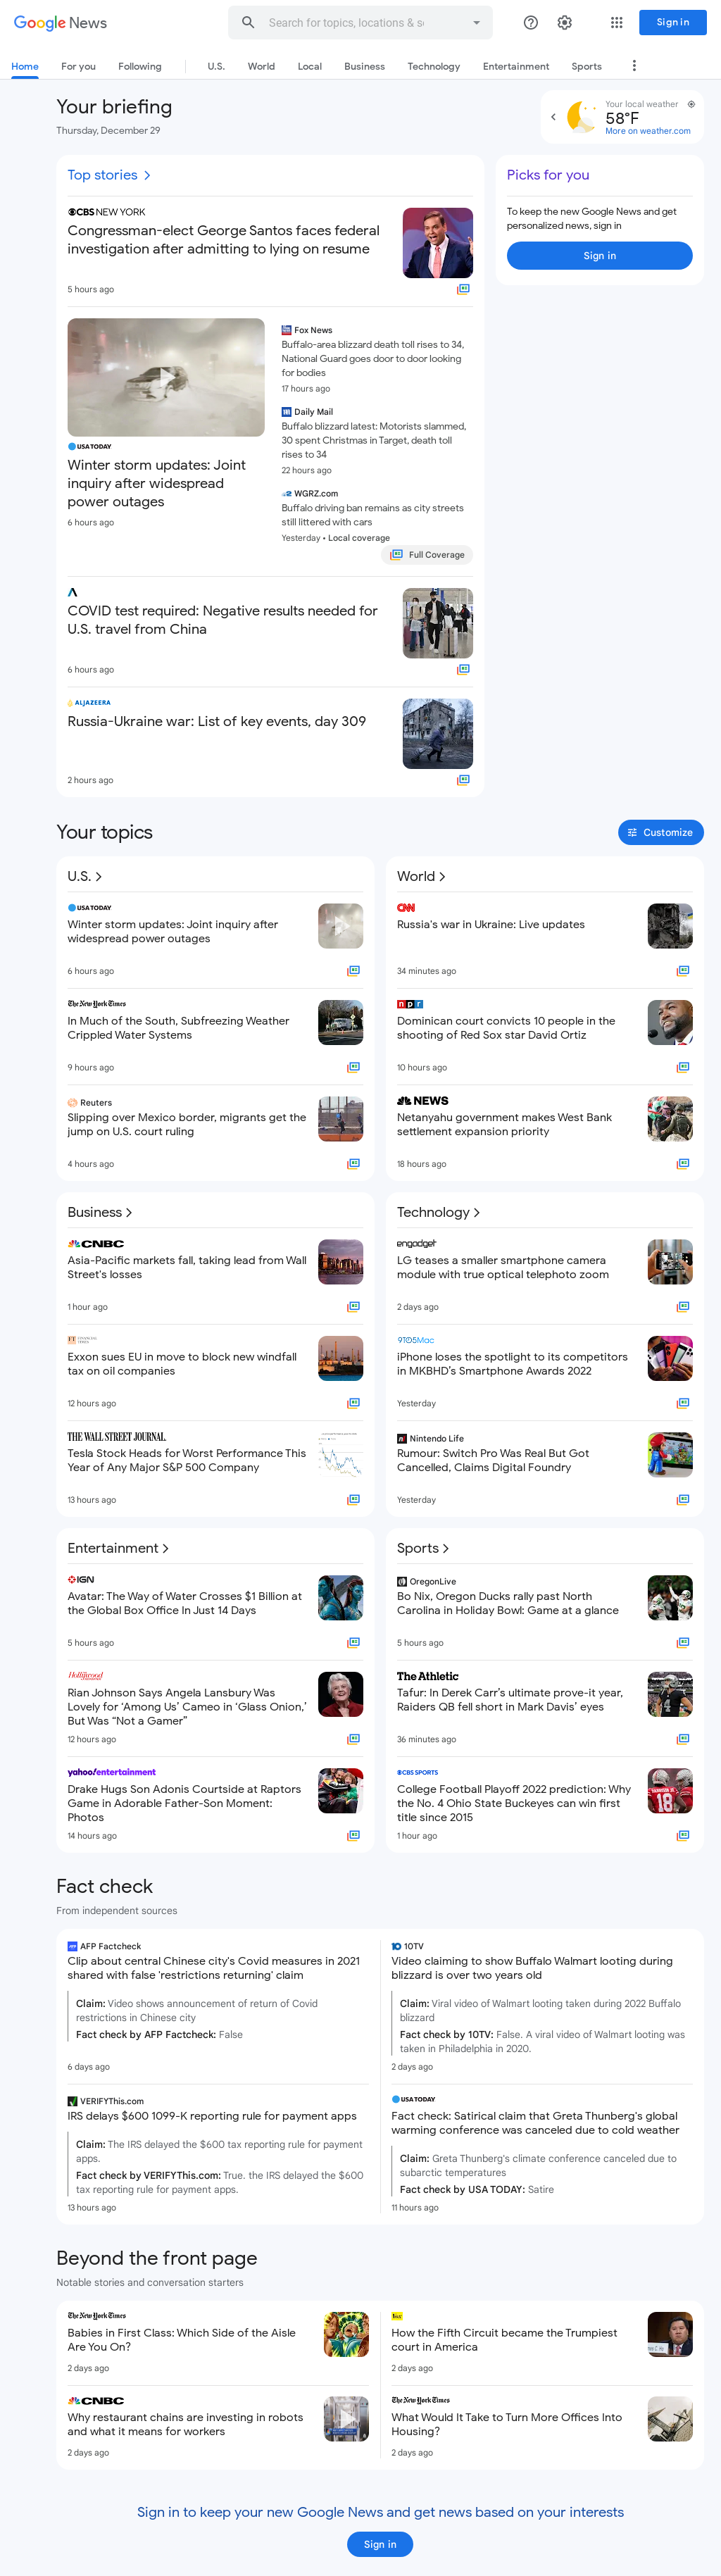 Google News
Search for topics, locations & so
Sign in
Home
For you
Following
U.S.
World
Local
Business
Technology
Entertainment
Sports
Your briefing
Thursday, December 29
Your local weather
58°F
More on weather.com
Top stories
CBS NEW YORK
Congressman-elect George Santos faces federal
investigation after admitting to lying on resume
5 hours ago
USA TODAY
Winter storm updates: Joint
inquiry after widespread
power outages
6 hours ago
Fox News
Buffalo-area blizzard death toll rises to 34,
National Guard goes door to door looking
for bodies
17 hours ago
Daily Mail
Buffalo blizzard latest: Motorists slammed,
30 spent Christmas in Target, death toll
rises to 34
22 hours ago
WGRZ.com
Buffalo driving ban remains as city streets
still littered with cars
Yesterday • Local coverage
Full Coverage
COVID test required: Negative results needed for
U.S. travel from China
6 hours ago
ALJAZEERA
Russia-Ukraine war: List of key events, day 309
2 hours ago
Picks for you
To keep the new Google News and get
personalized news, sign in
Sign in
Your topics
Customize
U.S.
USA TODAY
Winter storm updates: Joint inquiry after
widespread power outages
6 hours ago
The New York Times
In Much of the South, Subfreezing Weather
Crippled Water Systems
9 hours ago
Reuters
Slipping over Mexico border, migrants get the
jump on U.S. court ruling
4 hours ago
World
CNN
Russia's war in Ukraine: Live updates
34 minutes ago
npr
Dominican court convicts 10 people in the
shooting of Red Sox star David Ortiz
10 hours ago
NEWS
Netanyahu government makes West Bank
settlement expansion priority
18 hours ago
Business
CNBC
Asia-Pacific markets fall, taking lead from Wall
Street's losses
1 hour ago
FT FINANCIAL TIMES
Exxon sues EU in move to block new windfall
tax on oil companies
12 hours ago
THE WALL STREET JOURNAL.
Tesla Stock Heads for Worst Performance This
Year of Any Major S&P 500 Company
13 hours ago
Technology
engadget
LG teases a smaller smartphone camera
module with true optical telephoto zoom
2 days ago
9TO5Mac
iPhone loses the spotlight to its competitors
in MKBHD’s Smartphone Awards 2022
Yesterday
Nintendo Life
Rumour: Switch Pro Was Real But Got
Cancelled, Claims Digital Foundry
Yesterday
Entertainment
IGN
Avatar: The Way of Water Crosses $1 Billion at
the Global Box Office In Just 14 Days
5 hours ago
Hollywood
Rian Johnson Says Angela Lansbury Was
Lovely for ‘Among Us’ Cameo in ‘Glass Onion,’
But Was “Not a Gamer”
12 hours ago
yahoo!entertainment
Drake Hugs Son Adonis Courtside at Raptors
Game in Adorable Father-Son Moment:
Photos
14 hours ago
Sports
OregonLive
Bo Nix, Oregon Ducks rally past North
Carolina in Holiday Bowl: Game at a glance
5 hours ago
The Athletic
Tafur: In Derek Carr’s ultimate prove-it year,
Raiders QB fell short in Mark Davis’ eyes
36 minutes ago
CBS SPORTS
College Football Playoff 2022 prediction: Why
the No. 4 Ohio State Buckeyes can win first
title since 2015
1 hour ago
Fact check
From independent sources
AFP Factcheck
Clip about central Chinese city's Covid measures in 2021
shared with false 'restrictions returning' claim
Claim: Video shows announcement of return of Covid
restrictions in Chinese city
Fact check by AFP Factcheck: False
6 days ago
10TV
Video claiming to show Buffalo Walmart looting during
blizzard is over two years old
Claim: Viral video of Walmart looting taken during 2022 Buffalo
blizzard
Fact check by 10TV: False. A viral video of Walmart looting was
taken in Philadelphia in 2020.
2 days ago
VERIFYThis.com
IRS delays $600 1099-K reporting rule for payment apps
Claim: The IRS delayed the $600 tax reporting rule for payment
apps.
Fact check by VERIFYThis.com: True. the IRS delayed the $600
tax reporting rule for payment apps.
13 hours ago
USA TODAY
Fact check: Satirical claim that Greta Thunberg's global
warming conference was canceled due to cold weather
Claim: Greta Thunberg's climate conference canceled due to
subarctic temperatures
Fact check by USA TODAY: Satire
11 hours ago
Beyond the front page
Notable stories and conversation starters
The New York Times
Babies in First Class: Which Side of the Aisle
Are You On?
2 days ago
Vox
How the Fifth Circuit became the Trumpiest
court in America
2 days ago
CNBC
Why restaurant chains are investing in robots
and what it means for workers
2 days ago
The New York Times
What Would It Take to Turn More Offices Into
Housing?
2 days ago
Sign in to keep your new Google News and get news based on your interests
Sign in